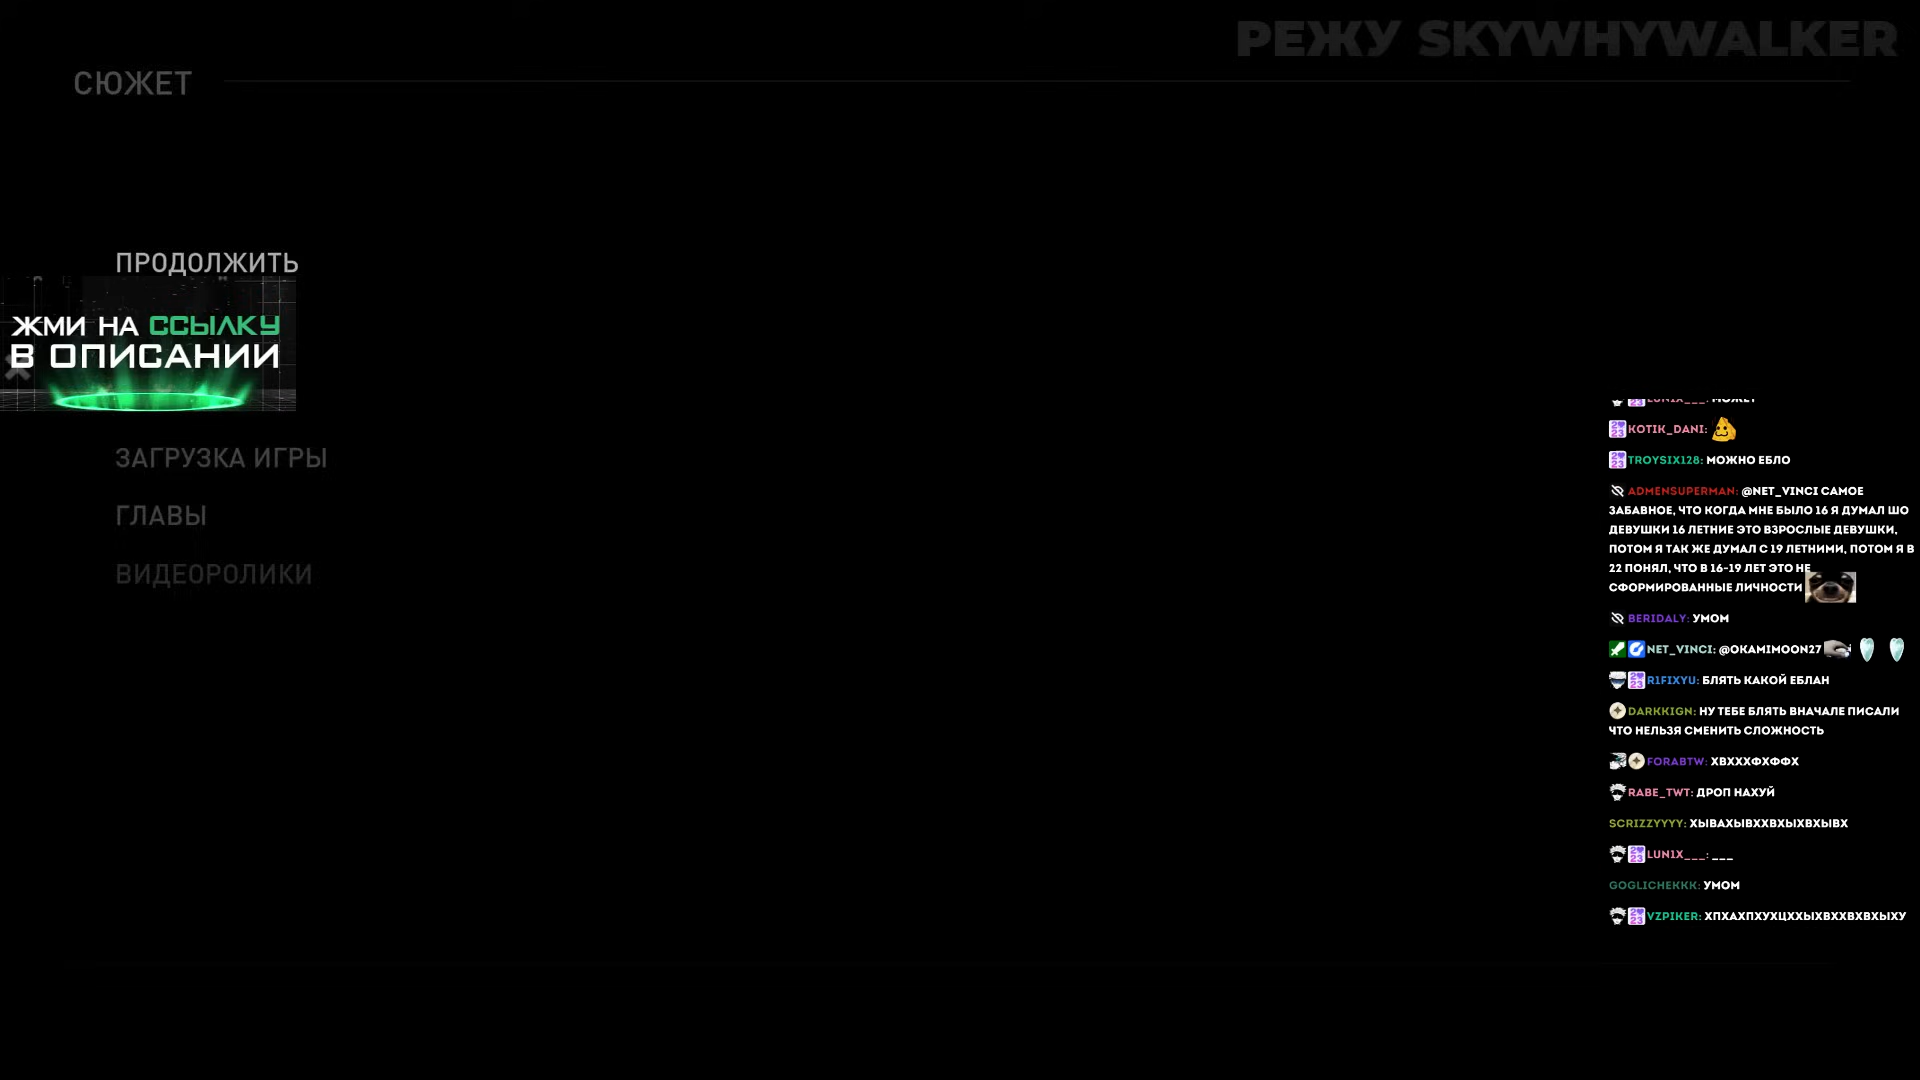 РЕЖУ SKYWHYWALKER
СЮЖЕТ
ПРОДОЛЖИТЬ
ЖМИ НА ССЫЛКУ
В ОПИСАНИИ
ЗАГРУЗКА ИГРЫ
ГЛАВЫ
ВИДЕОРОЛИКИ
LUN1X___: МОЖЕТ
KOTIK_DANI:
TROYSIX128: МОЖНО ЕБЛО
ADMENSUPERMAN: @NET_VINCI САМОЕ
ЗАБАВНОЕ, ЧТО КОГДА МНЕ БЫЛО 16 Я ДУМАЛ ШО
ДЕВУШКИ 16 ЛЕТНИЕ ЭТО ВЗРОСЛЫЕ ДЕВУШКИ,
ПОТОМ Я ТАК ЖЕ ДУМАЛ С 19 ЛЕТНИМИ, ПОТОМ Я В
22 ПОНЯЛ, ЧТО В 16-19 ЛЕТ ЭТО НЕ
СФОРМИРОВАННЫЕ ЛИЧНОСТИ
BERIDALY: УМОМ
NET_VINCI: @OKAMIMOON27
R1FIXYU: БЛЯТЬ КАКОЙ ЕБЛАН
DARKKIGN: НУ ТЕБЕ БЛЯТЬ ВНАЧАЛЕ ПИСАЛИ
ЧТО НЕЛЬЗЯ СМЕНИТЬ СЛОЖНОСТЬ
FORABTW: ХВХХХФХФФХ
RABE_TWT: ДРОП НАХУЙ
SCRIZZYYYY: ХЫВАХЫВХХВХЫХВХЫВХ
LUN1X___: ___
GOGLICHEKKK: УМОМ
VZPIKER: ХПХАХПХУХЦХХЫХВХХВХВХЫХУ